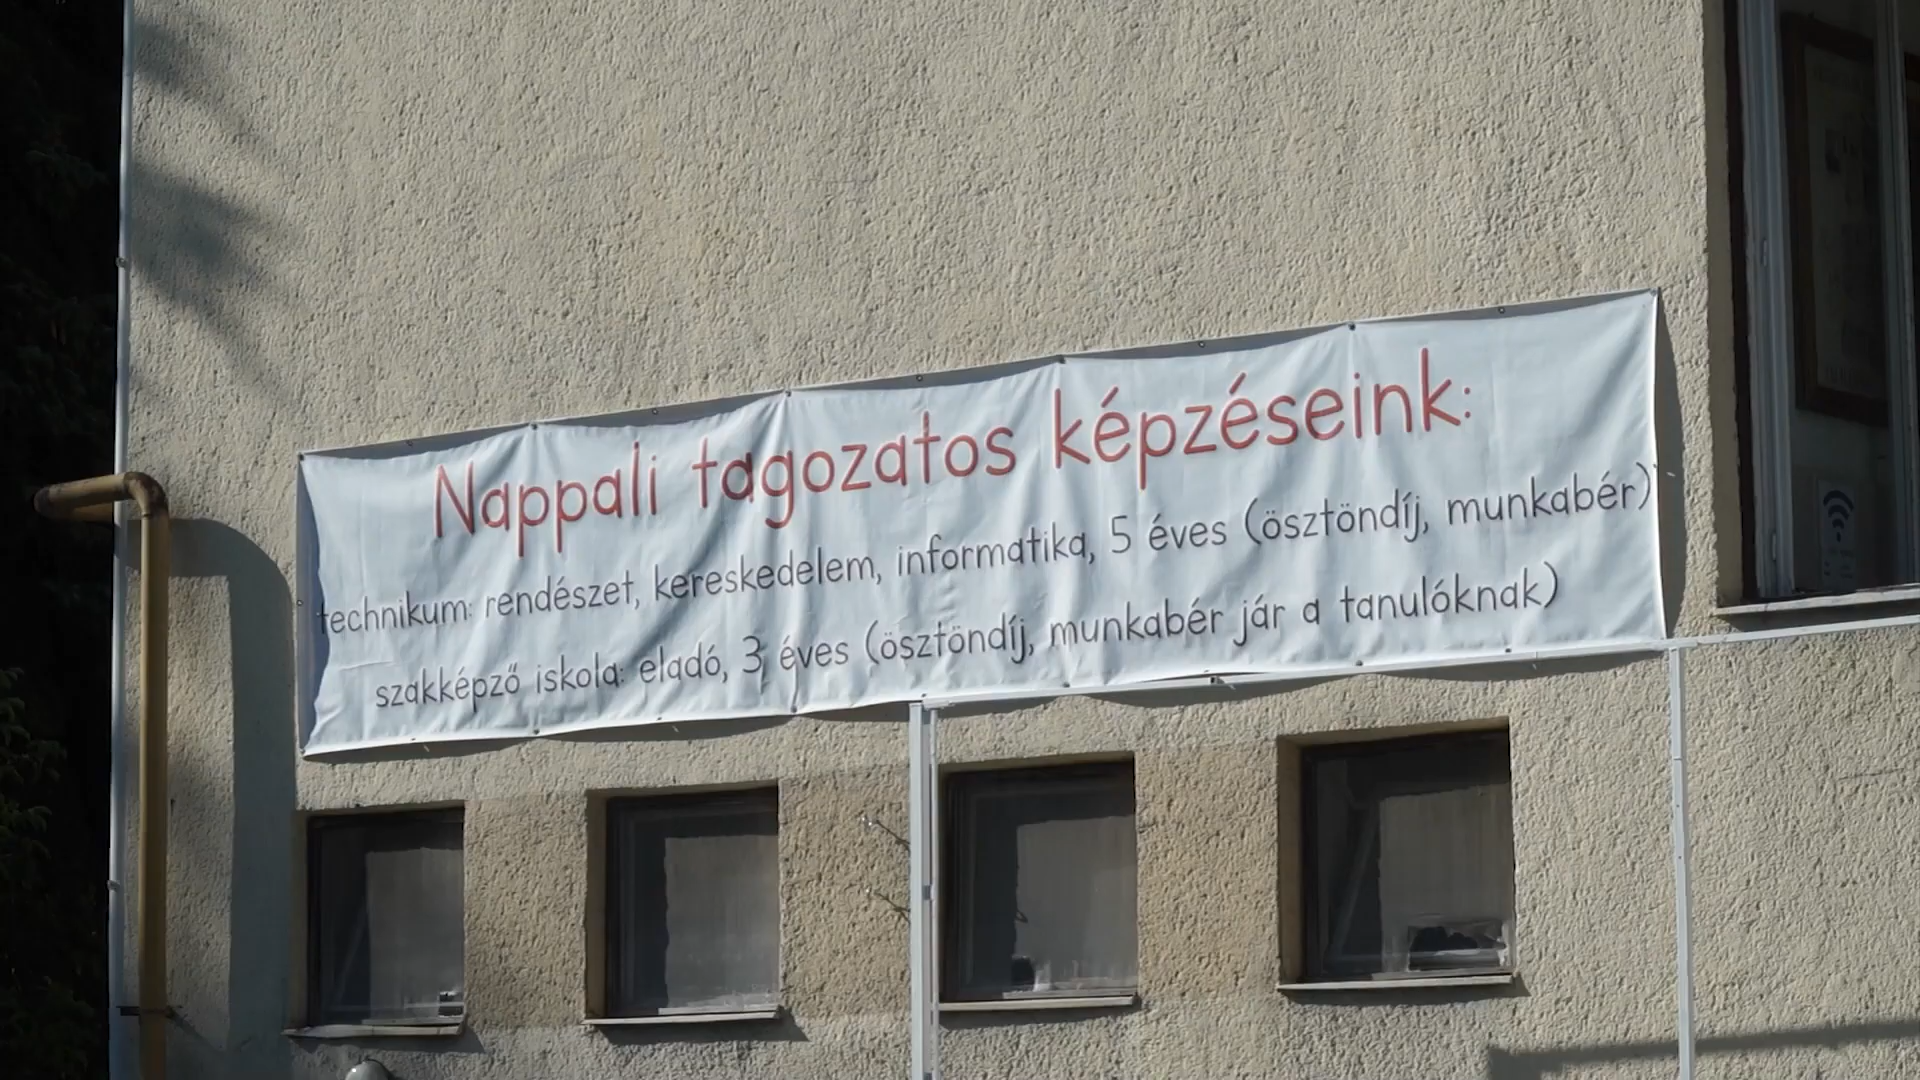 Nappali tagozatos képzéseink:
technikum: rendészet, kereskedelem, informatika, 5 éves (ösztöndíj, munkabér)
szakképző iskola: eladó, 3 éves (ösztöndíj, munkabér jár a tanulóknak)